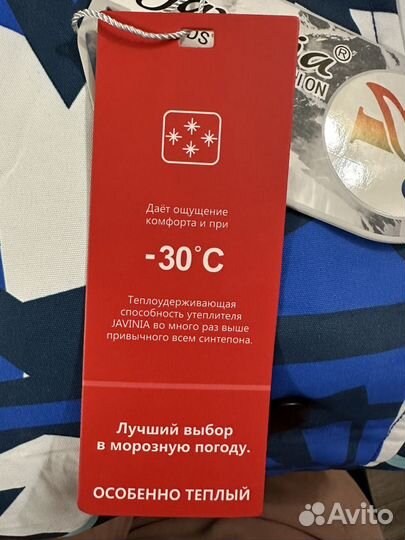 US
®
Даёт ощущение
комфорта и при
-30°C
Теплоудерживающая
способность утеплителя
JAVINIA во много раз выше
привычного всем синтепона.
Лучший выбор
в морозную погоду.
ОСОБЕННО ТЕПЛЫЙ
Avito